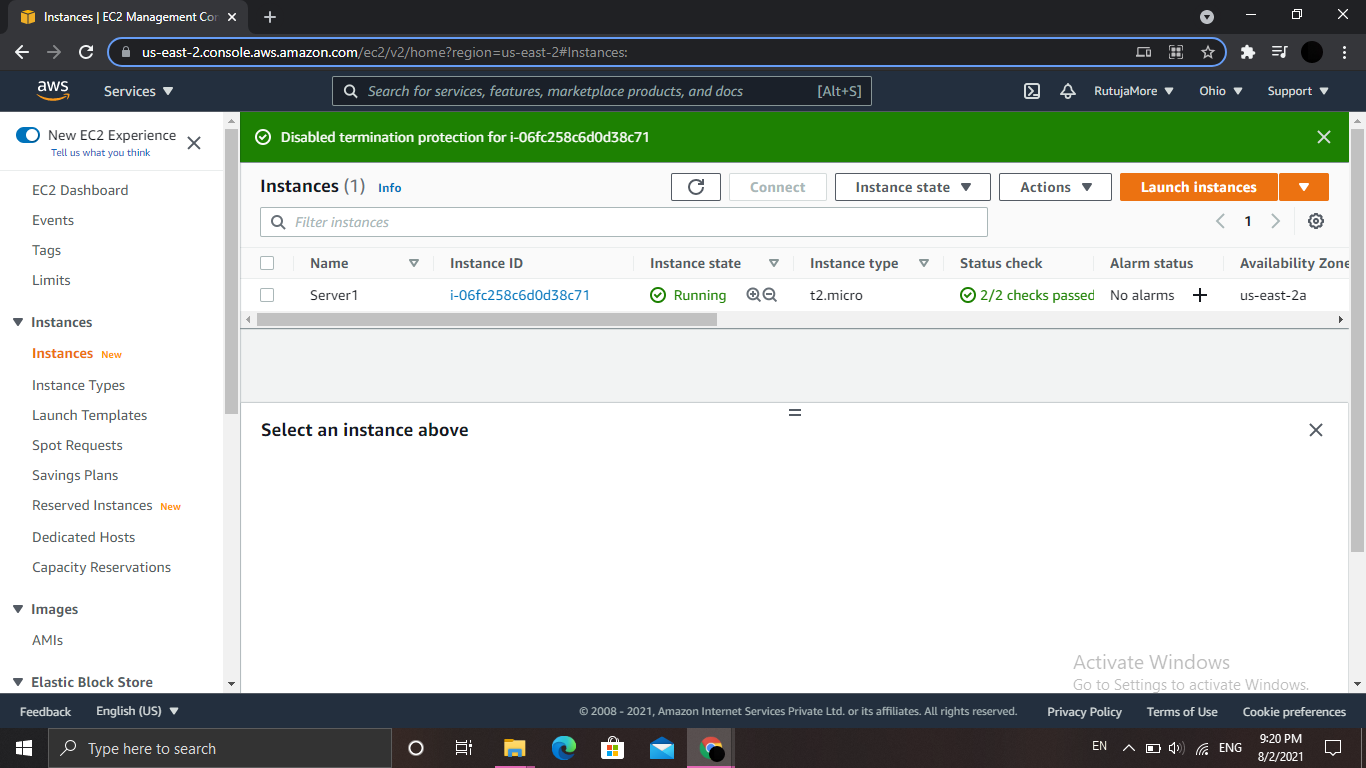 Instances | EC2 Management Con
us-east-2.console.aws.amazon.com/ec2/v2/home?region=us-east-2#Instances:
aws
Services
Search for services, features, marketplace products, and docs [Alt+S]
RutujaMore
Ohio
Support
New EC2 Experience
Tell us what you think
EC2 Dashboard
Events
Tags
Limits
Instances
Instances New
Instance Types
Launch Templates
Spot Requests
Savings Plans
Reserved Instances New
Dedicated Hosts
Capacity Reservations
Images
AMIs
Elastic Block Store
Disabled termination protection for i-06fc258c6d0d38c71
Instances (1) Info
Connect
Instance state
Actions
Launch instances
Filter instances
1
Name Instance ID Instance state Instance type Status check Alarm status Availability Zone
Server1 i-06fc258c6d0d38c71 Running t2.micro 2/2 checks passed No alarms us-east-2a
Select an instance above
Activate Windows
Go to Settings to activate Windows.
Feedback English (US) © 2008 - 2021, Amazon Internet Services Private Ltd. or its affiliates. All rights reserved. Privacy Policy Terms of Use Cookie preferences
Type here to search
EN
ENG
9:20 PM
8/2/2021